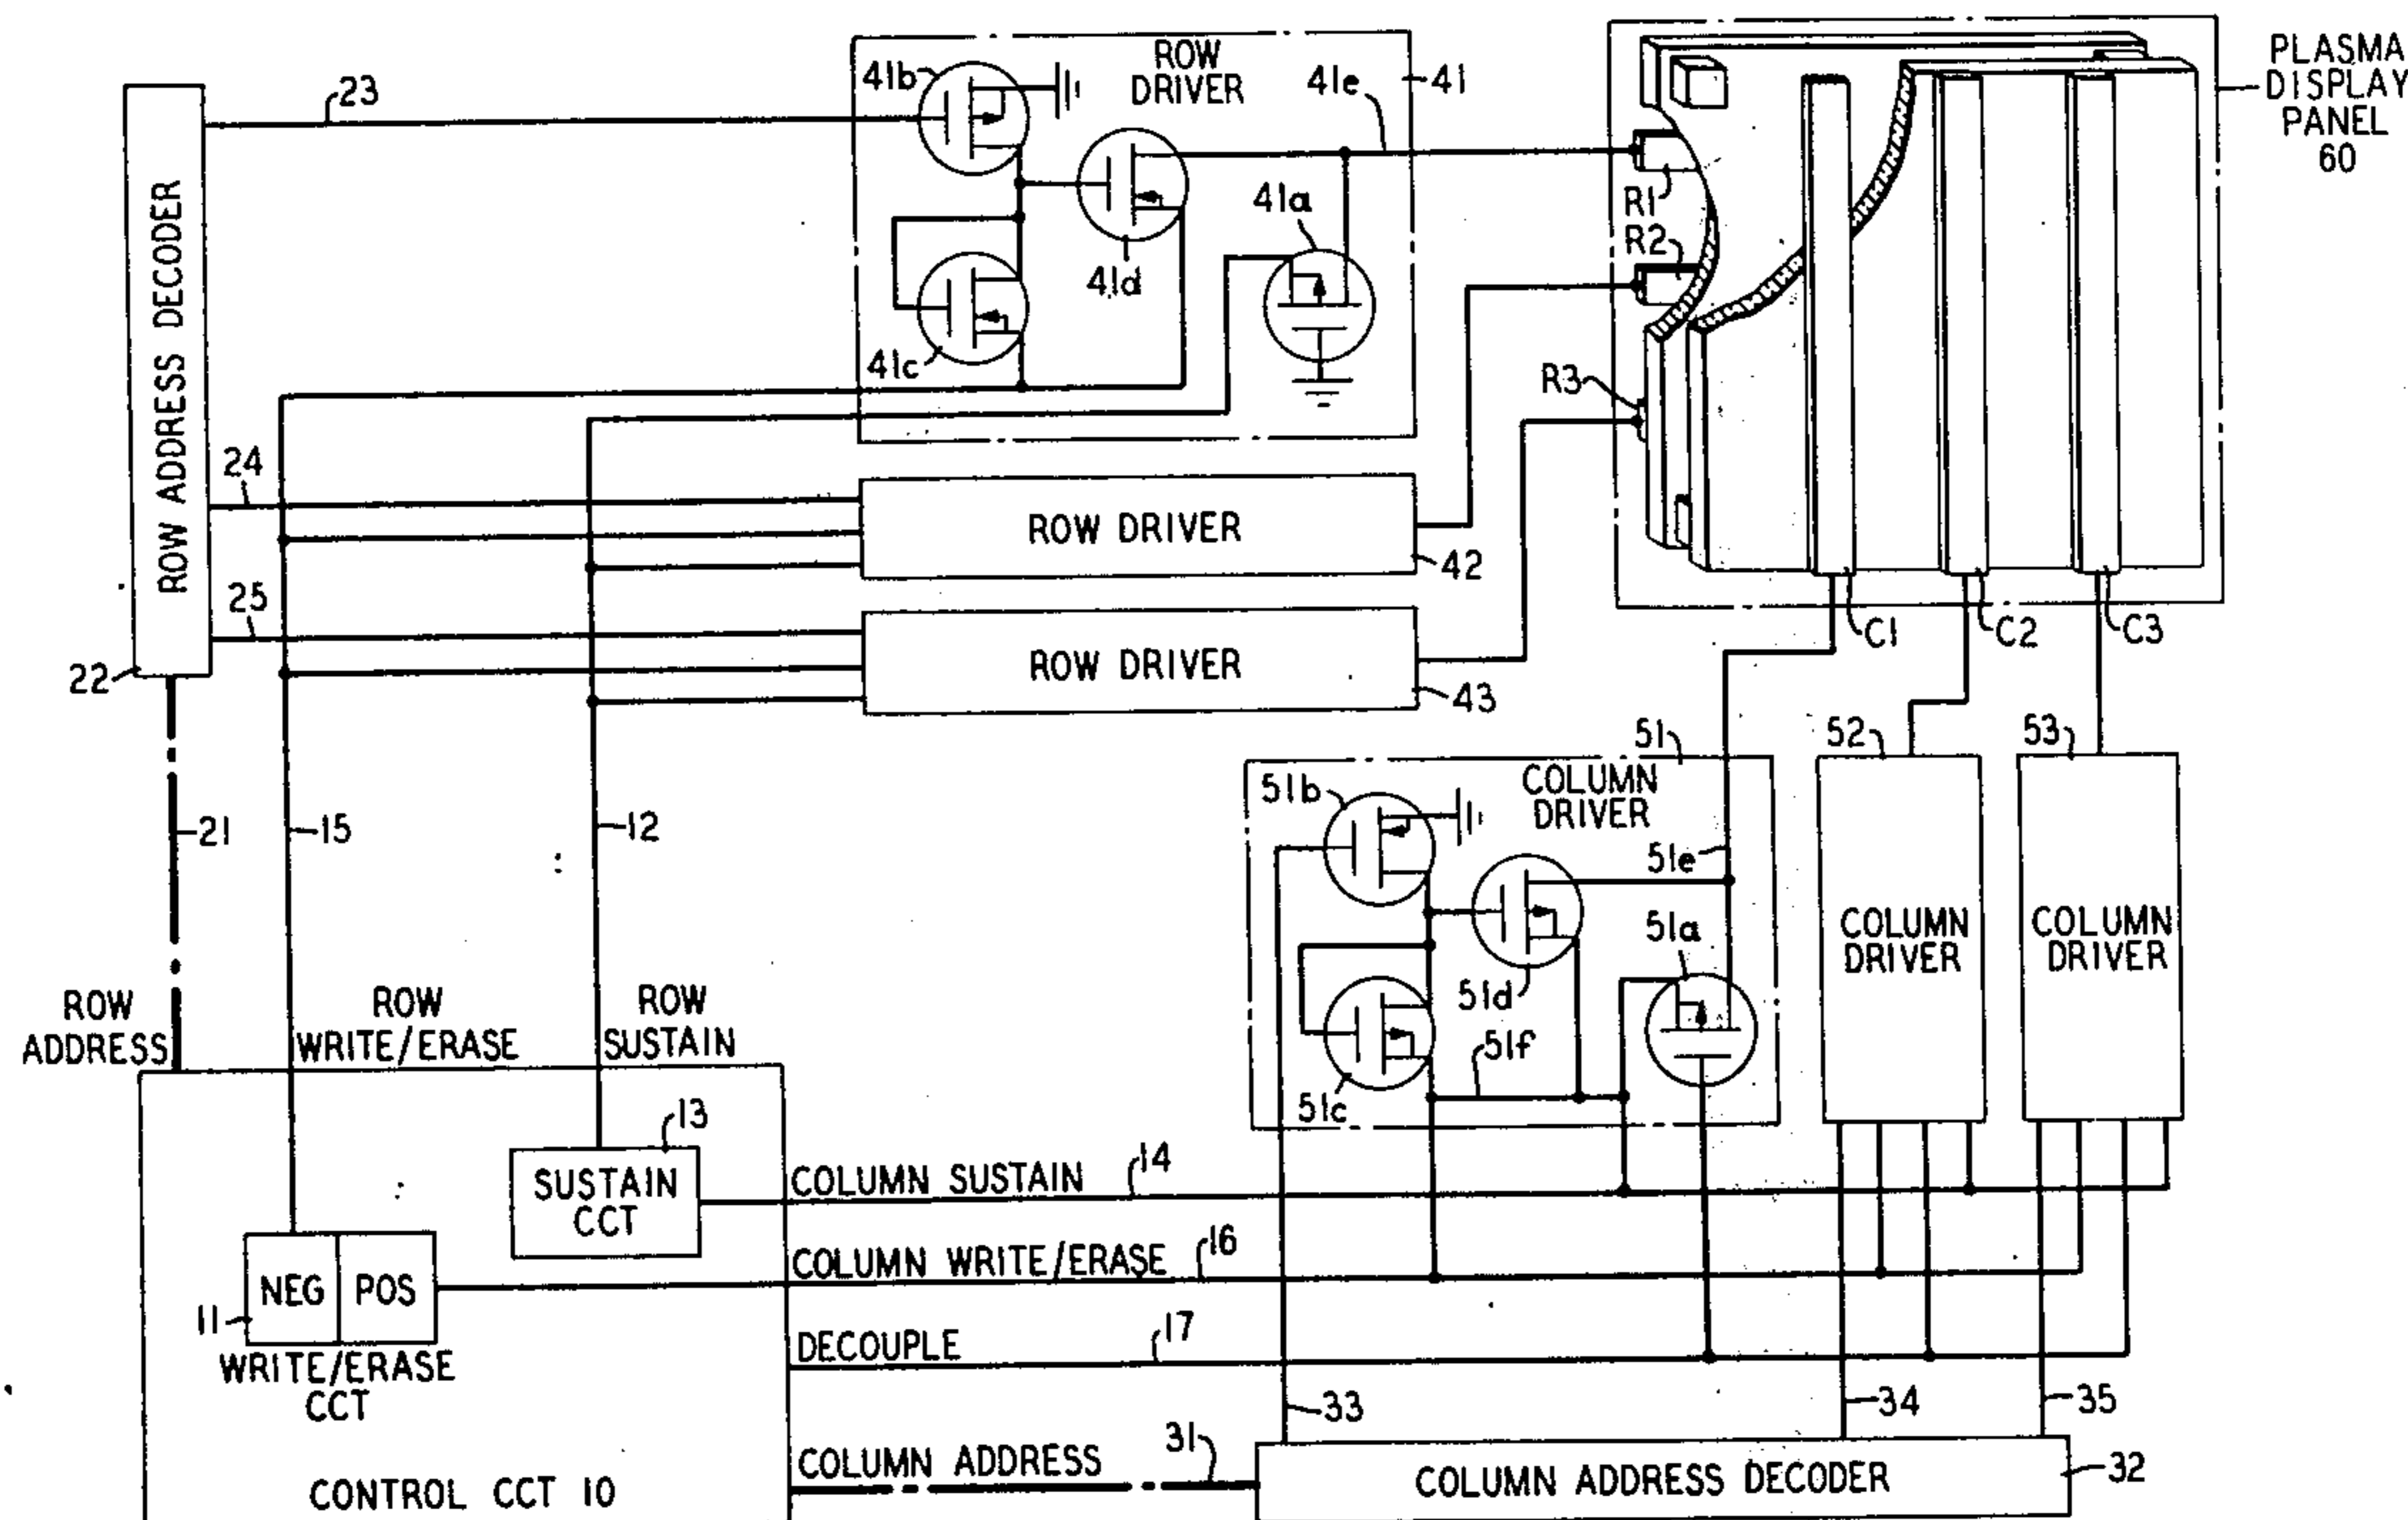 ROW
DRIVER
41
41b
41e
41a
41d
41c
23
PLASMA
DISPLAY
PANEL
60
R1
R2
R3
ROW ADDRESS DECODER
22
24
25
ROW DRIVER
42
ROW DRIVER
43
C1
C2
C3
21
15
12
51
52
53
COLUMN
DRIVER
51b
51e
51a
51d
51f
51c
COLUMN
DRIVER
COLUMN
DRIVER
ROW
ADDRESS
ROW
WRITE/ERASE
ROW
SUSTAIN
13
SUSTAIN
CCT
COLUMN SUSTAIN
14
NEG
POS
11
WRITE/ERASE
CCT
COLUMN WRITE/ERASE
16
DECOUPLE
17
33
34
35
COLUMN ADDRESS
31
COLUMN ADDRESS DECODER
32
CONTROL CCT 10